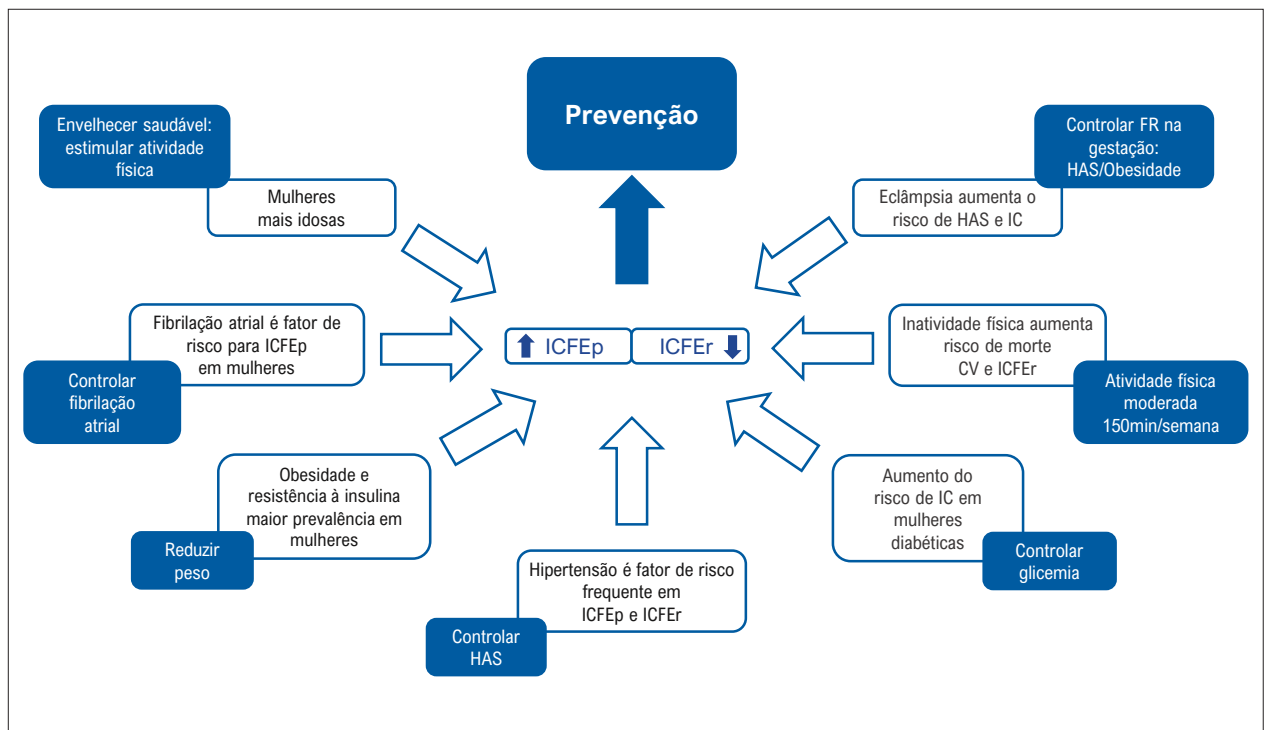 Prevenção
Envelhecer saudável:
estimular atividade
física
Mulheres
mais idosas
Controlar FR na
gestação:
HAS/Obesidade
Eclâmpsia aumenta o
risco de HAS e IC
Fibrilação atrial é fator de
risco para ICFEp
em mulheres
Controlar
fibrilação
atrial
ICFEp
ICFEr
Inatividade física aumenta
risco de morte
CV e ICFEr
Atividade física
moderada
150min/semana
Obesidade e
resistência à insulina
maior prevalência em
mulheres
Reduzir
peso
Aumento do
risco de IC em
mulheres
diabéticas
Controlar
glicemia
Hipertensão é fator de risco
frequente em
ICFEp e ICFEr
Controlar
HAS